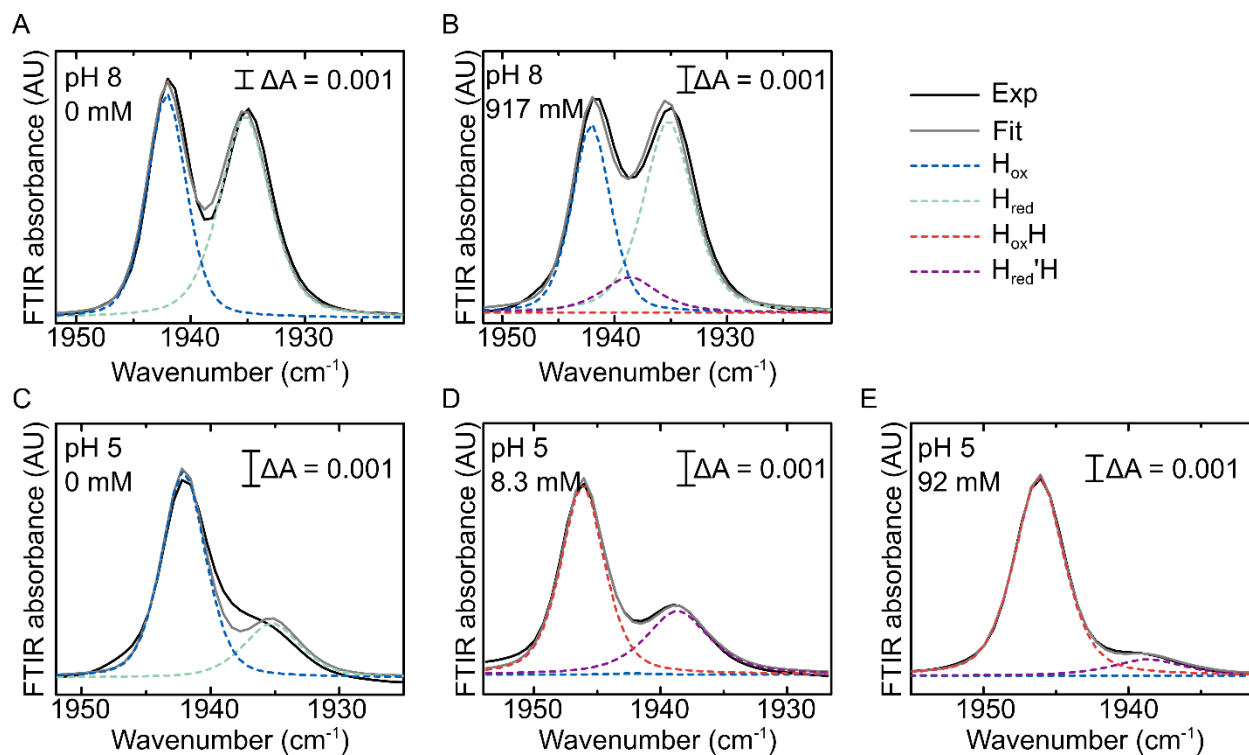 A
FTIR absorbance (AU)
pH 8
0 mM
ΔA = 0.001
1950 1940 1930
Wavenumber (cm⁻¹)
B
FTIR absorbance (AU)
pH 8
917 mM
ΔA = 0.001
1950 1940 1930
Wavenumber (cm⁻¹)
Exp
Fit
Hₒₓ
H_red
HₒₓH
H_red'H
C
FTIR absorbance (AU)
pH 5
0 mM
ΔA = 0.001
1950 1940 1930
Wavenumber (cm⁻¹)
D
FTIR absorbance (AU)
pH 5
8.3 mM
ΔA = 0.001
1950 1940 1930
Wavenumber (cm⁻¹)
E
FTIR absorbance (AU)
pH 5
92 mM
ΔA = 0.001
1950 1940
Wavenumber (cm⁻¹)